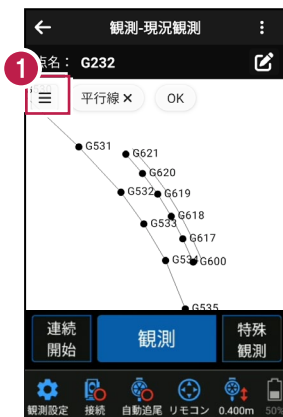 観測-現況観測
1
点名： G232
平行線 ×
OK
G531
G621
G620
G532
G619
G618
G533
G617
G534
G600
G535
連続
開始
観測
特殊
観測
観測設定 接続 自動追尾 リモコン 0.400m 50%